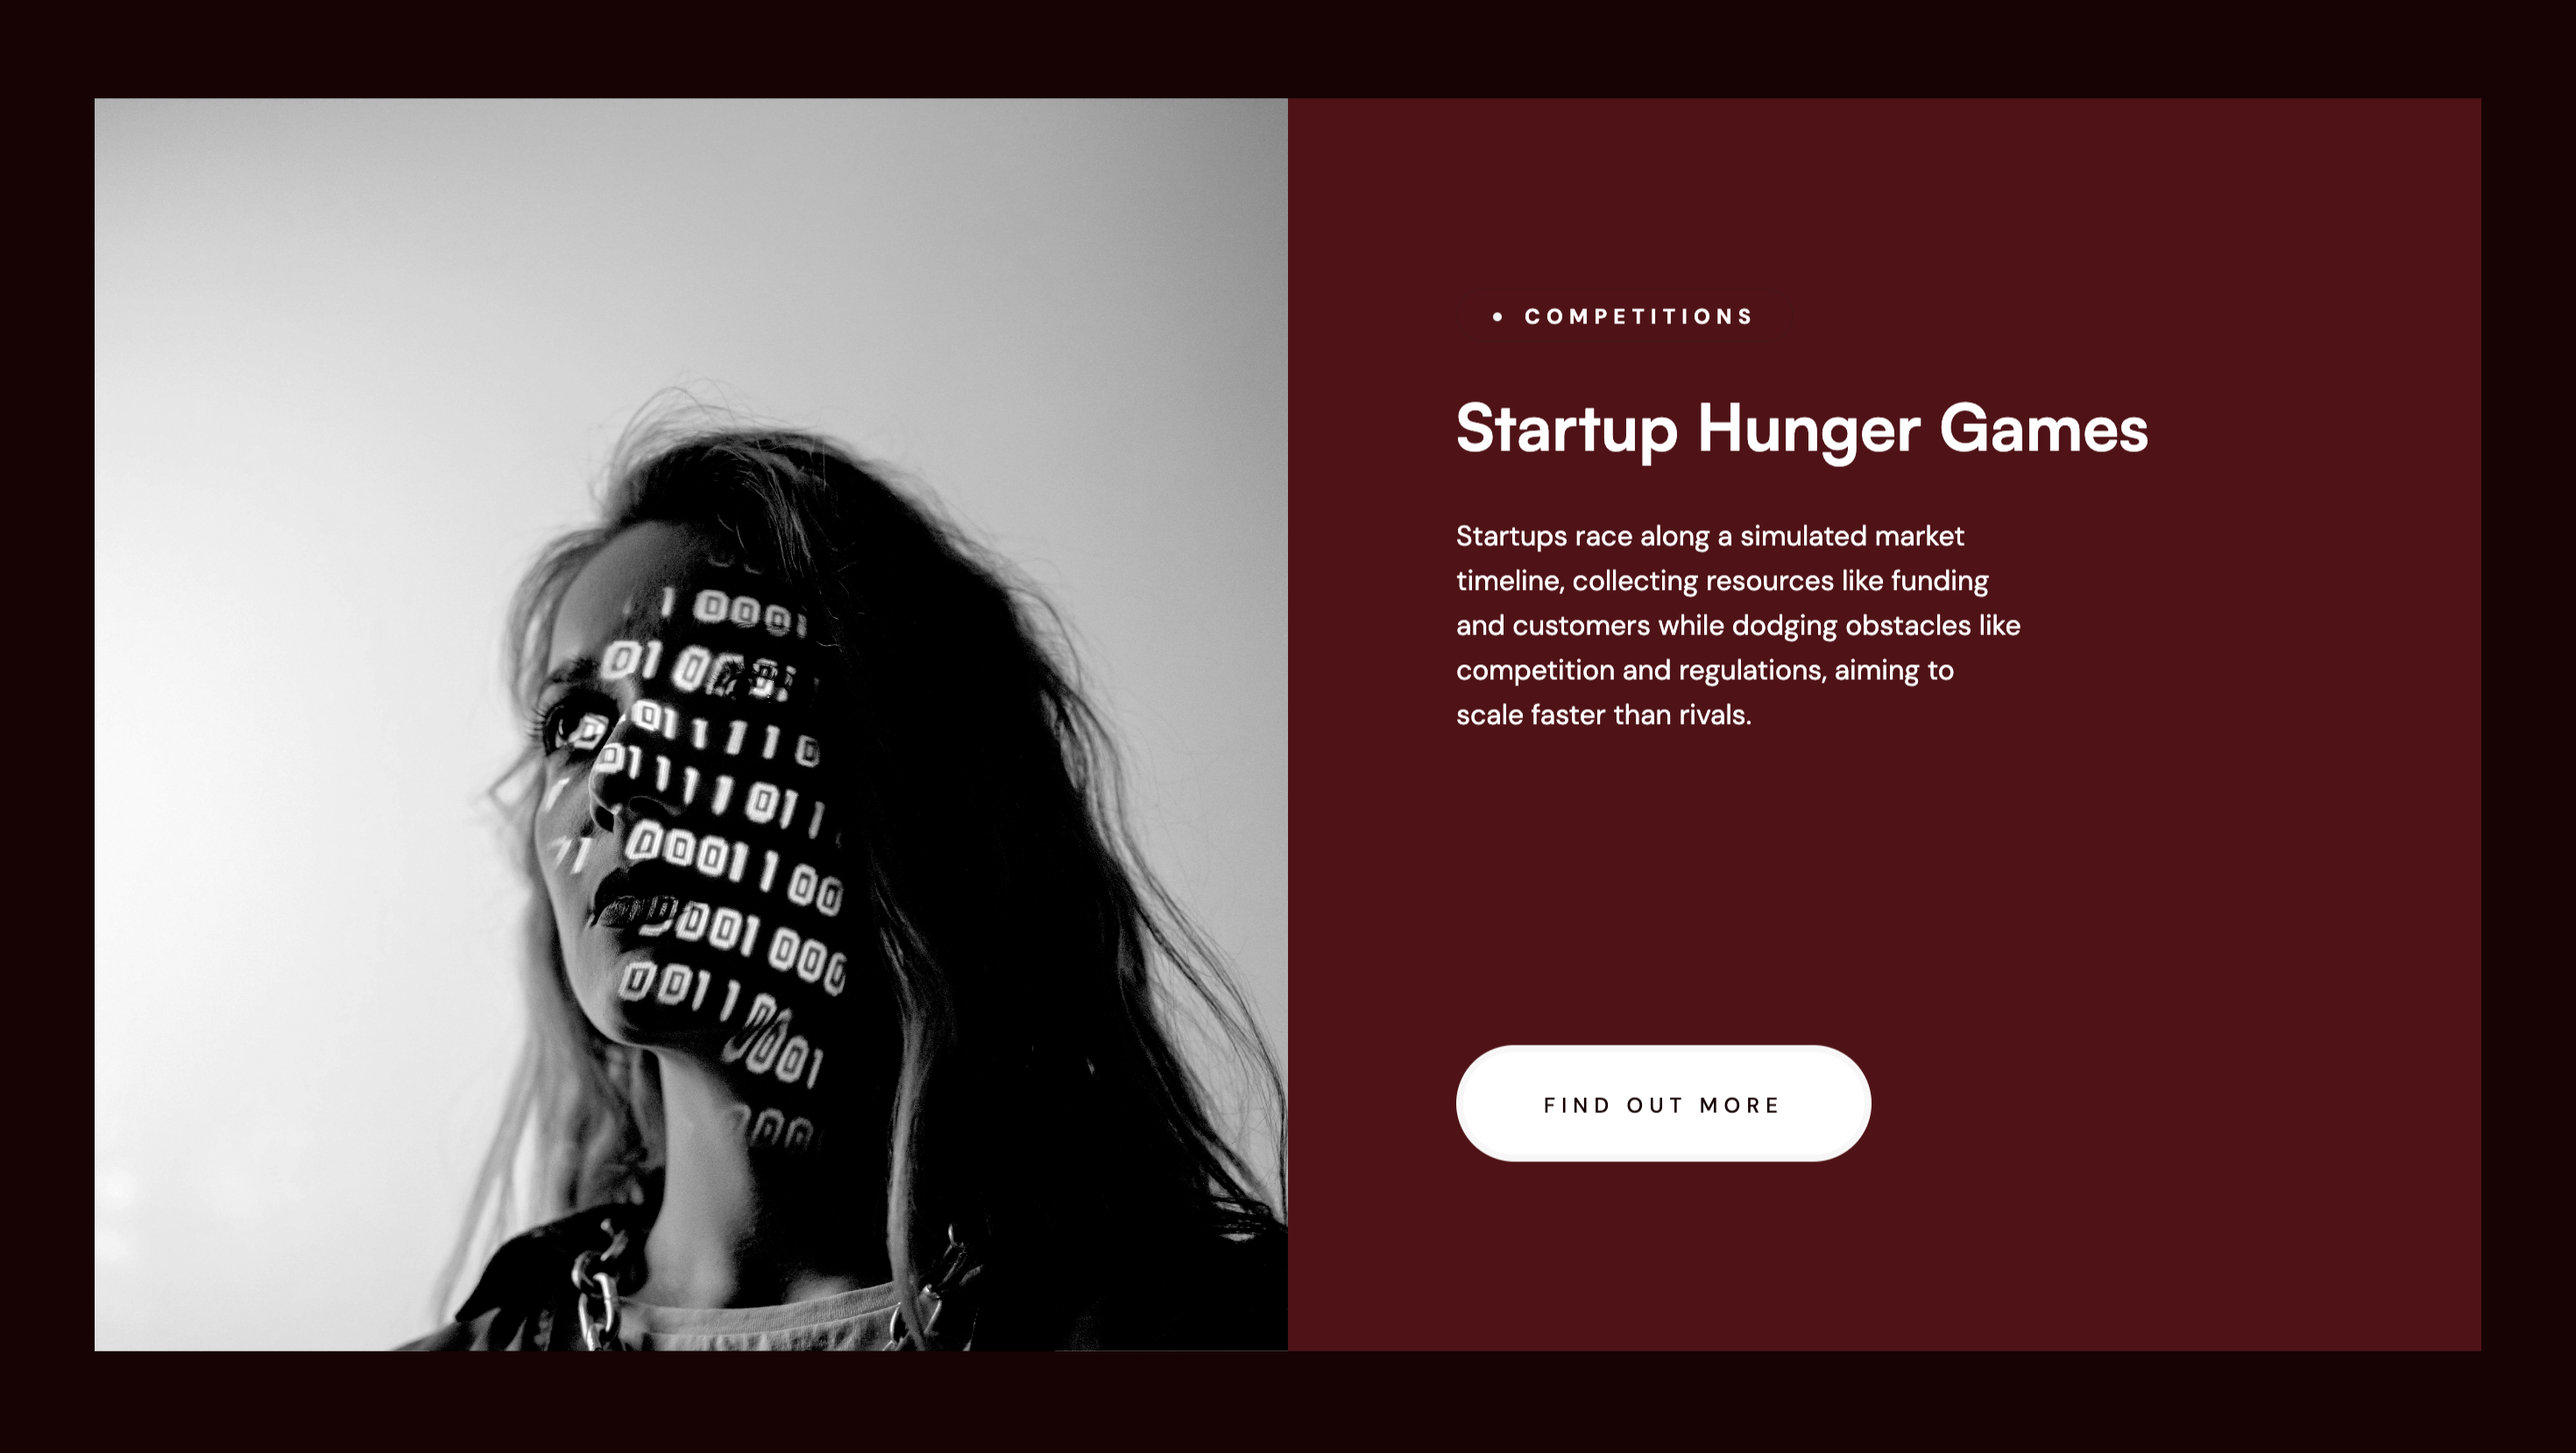 • COMPETITIONS
Startup Hunger Games
Startups race along a simulated market
timeline, collecting resources like funding
and customers while dodging obstacles like
competition and regulations, aiming to
scale faster than rivals.
FIND OUT MORE